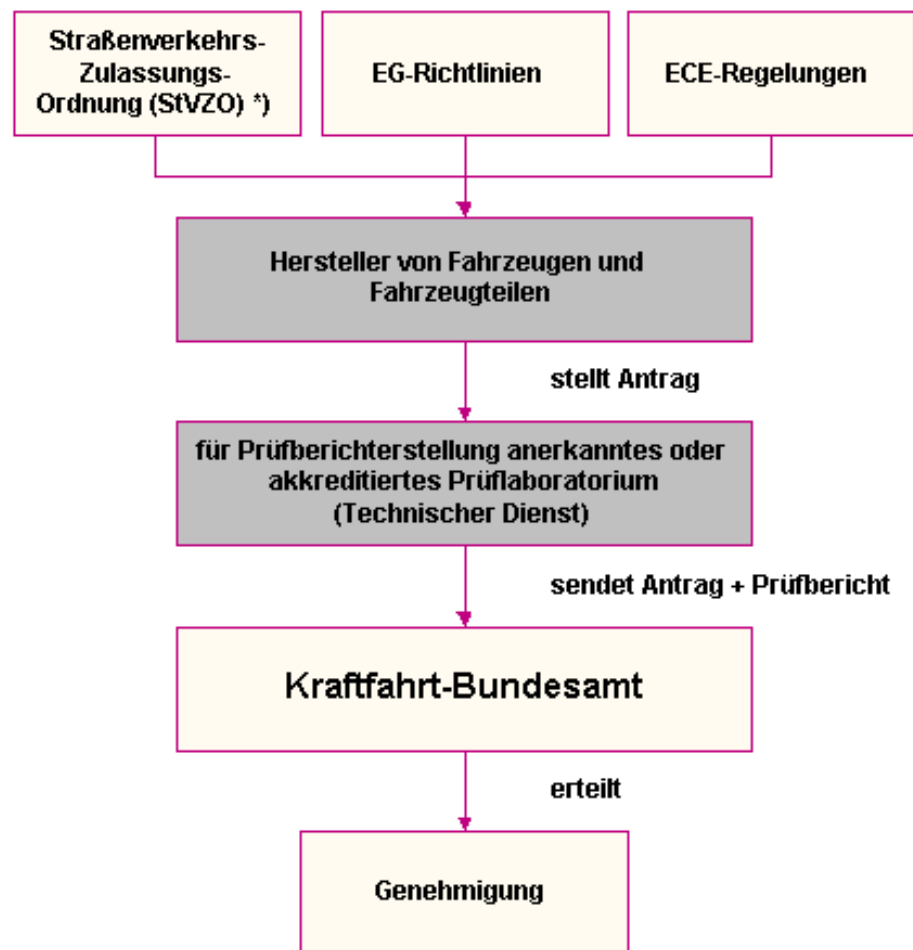 Straßenverkehrs-
Zulassungs-
Ordnung (StVZO) *)
EG-Richtlinien
ECE-Regelungen
Hersteller von Fahrzeugen und
Fahrzeugteilen
stellt Antrag
für Prüfberichterstellung anerkanntes oder
akkreditiertes Prüflaboratorium
(Technischer Dienst)
sendet Antrag + Prüfbericht
Kraftfahrt-Bundesamt
erteilt
Genehmigung